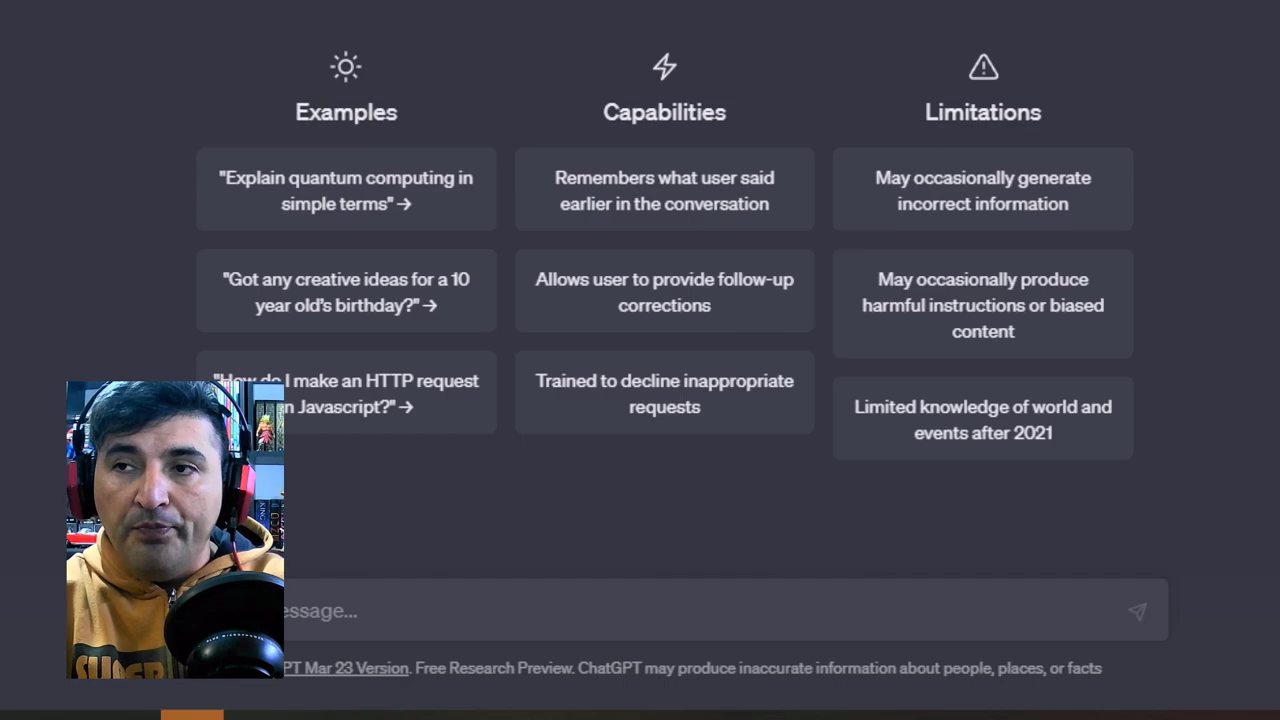 Examples
Capabilities
Limitations
"Explain quantum computing in
simple terms" →
"Got any creative ideas for a 10
year old's birthday?" →
I make an HTTP request
Javascript?" →
Remembers what user said
earlier in the conversation
Allows user to provide follow-up
corrections
Trained to decline inappropriate
requests
May occasionally generate
incorrect information
May occasionally produce
harmful instructions or biased
content
Limited knowledge of world and
events after 2021
PT Mar 23 Version. Free Research Preview. ChatGPT may produce inaccurate information about people, places, or facts